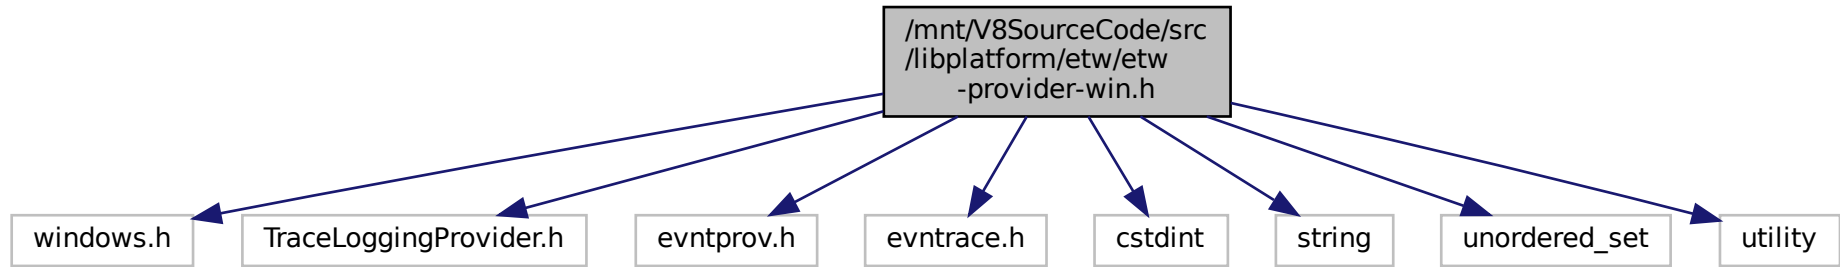 /mnt/V8SourceCode/src
/libplatform/etw/etw
-provider-win.h
windows.h
TraceLoggingProvider.h
evntprov.h
evntrace.h
cstdint
string
unordered_set
utility